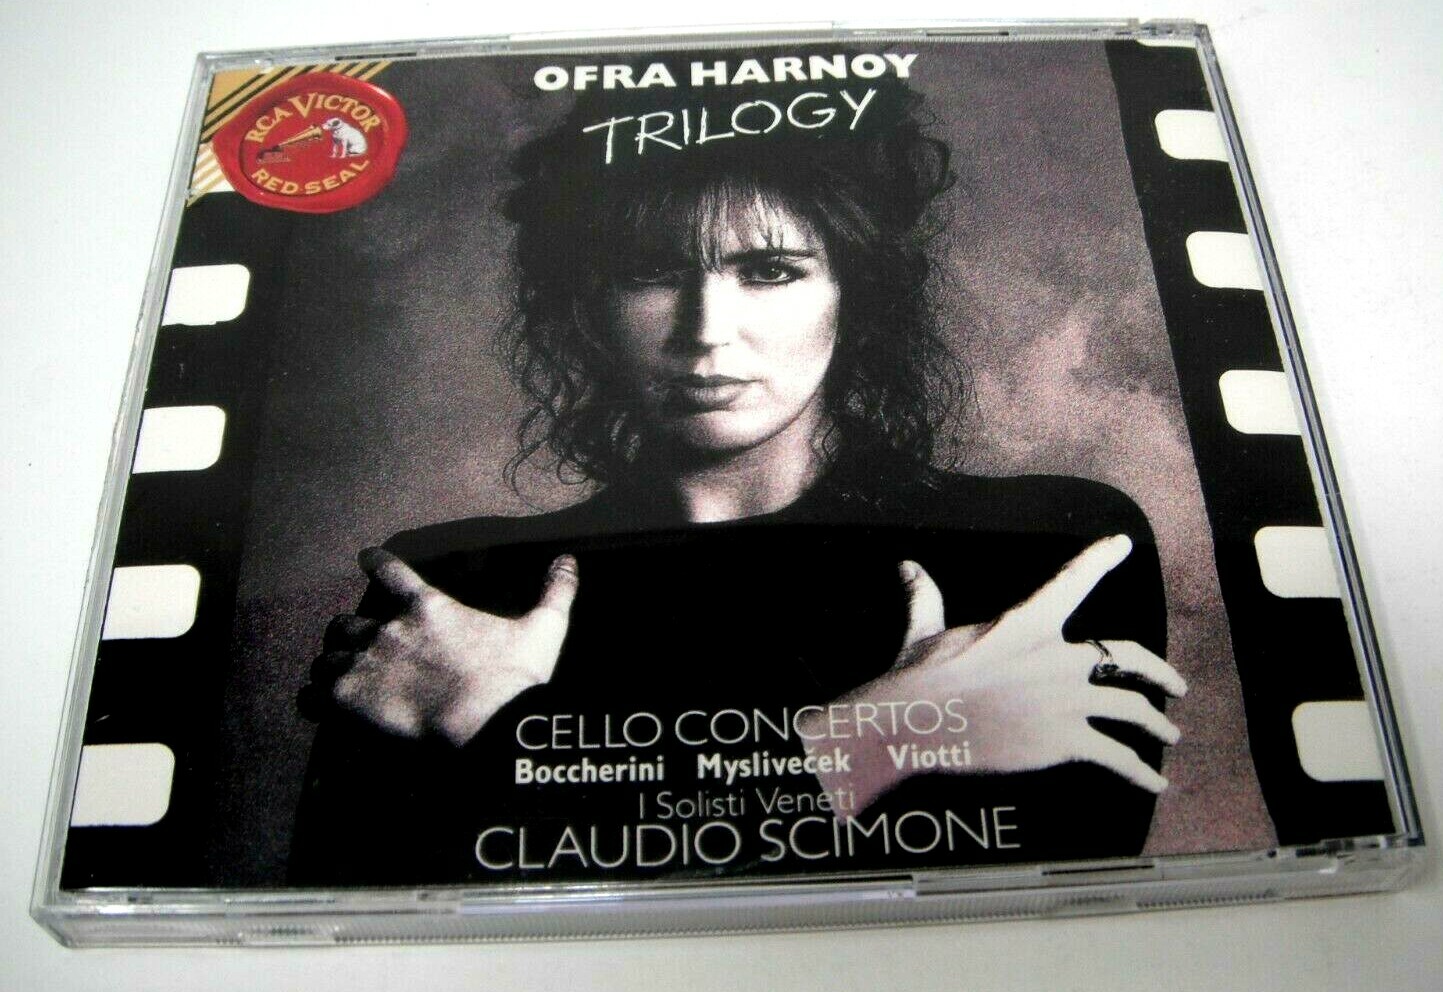 OFRA HARNOY
TRILOGY
RCA VICTOR
RED SEAL
CELLO CONCERTOS
Boccherini Mysliveček Viotti
I Solisti Veneti
CLAUDIO SCIMONE